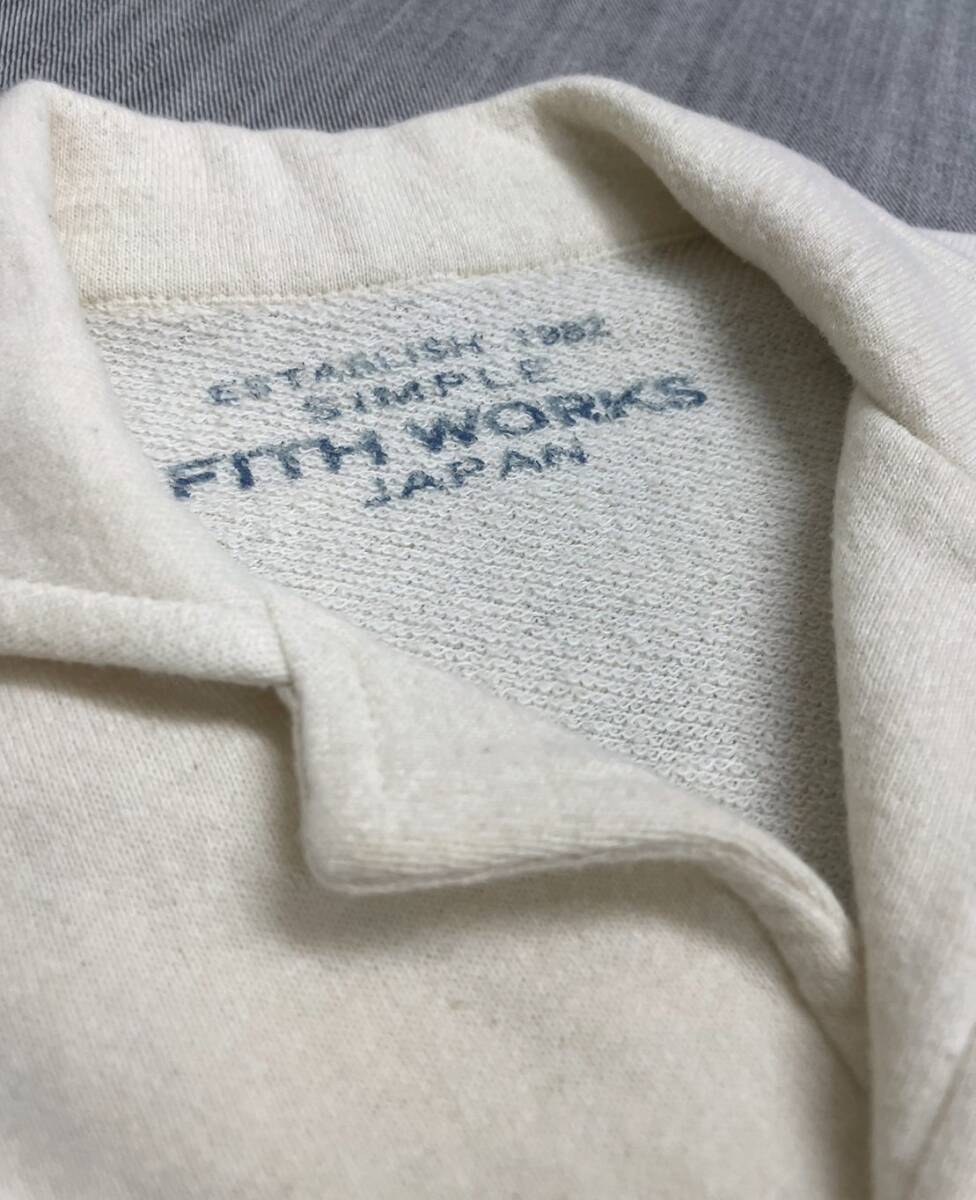 ESTABLISH 1982
SIMPLE
FITH WORKS
JAPAN